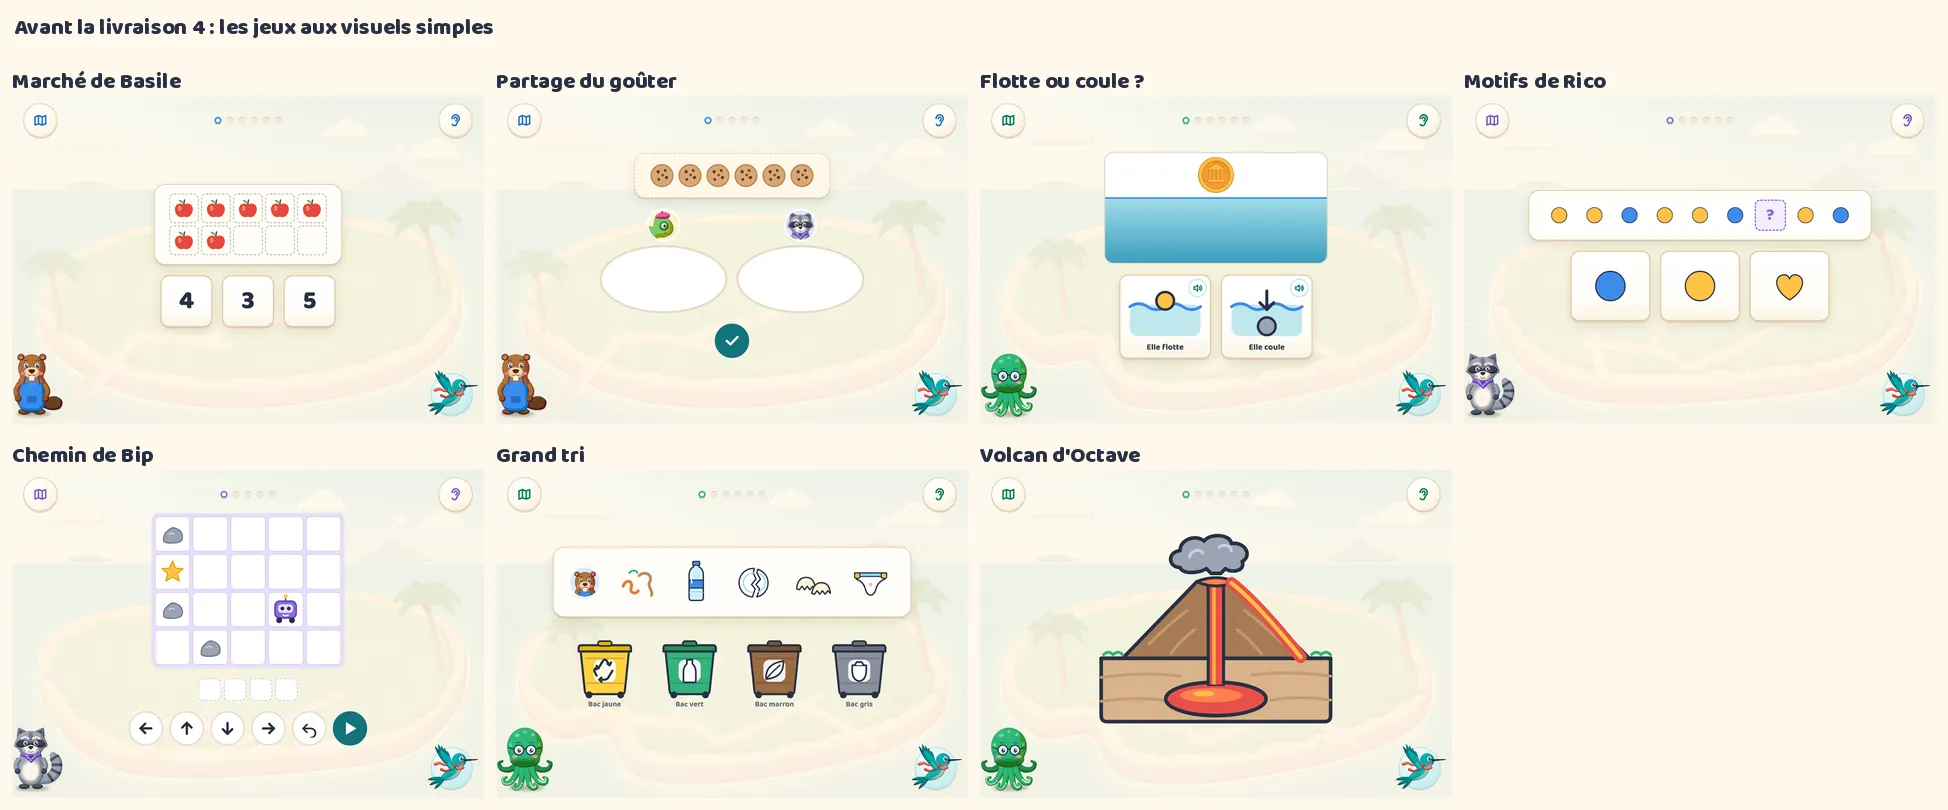 Avant la livraison 4 : les jeux aux visuels simples
Marché de Basile
Partage du goûter
Flotte ou coule ?
Motifs de Rico
?
4 3 5
Elle flotte
Elle coule
Chemin de Bip
Grand tri
Volcan d'Octave
Bac jaune
Bac vert
Bac marron
Bac gris